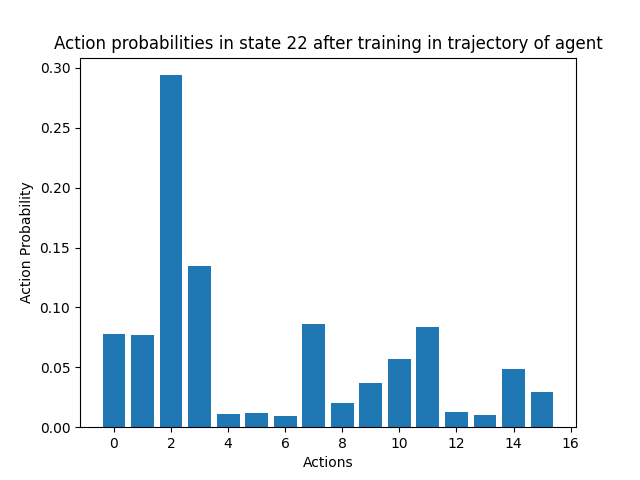 Action probabilities in state 22 after training in trajectory of agent
0.30
0.25
0.20
0.15
0.10
0.05
0.00
Action Probability
0 2 4 6 8 10 12 14 16
Actions